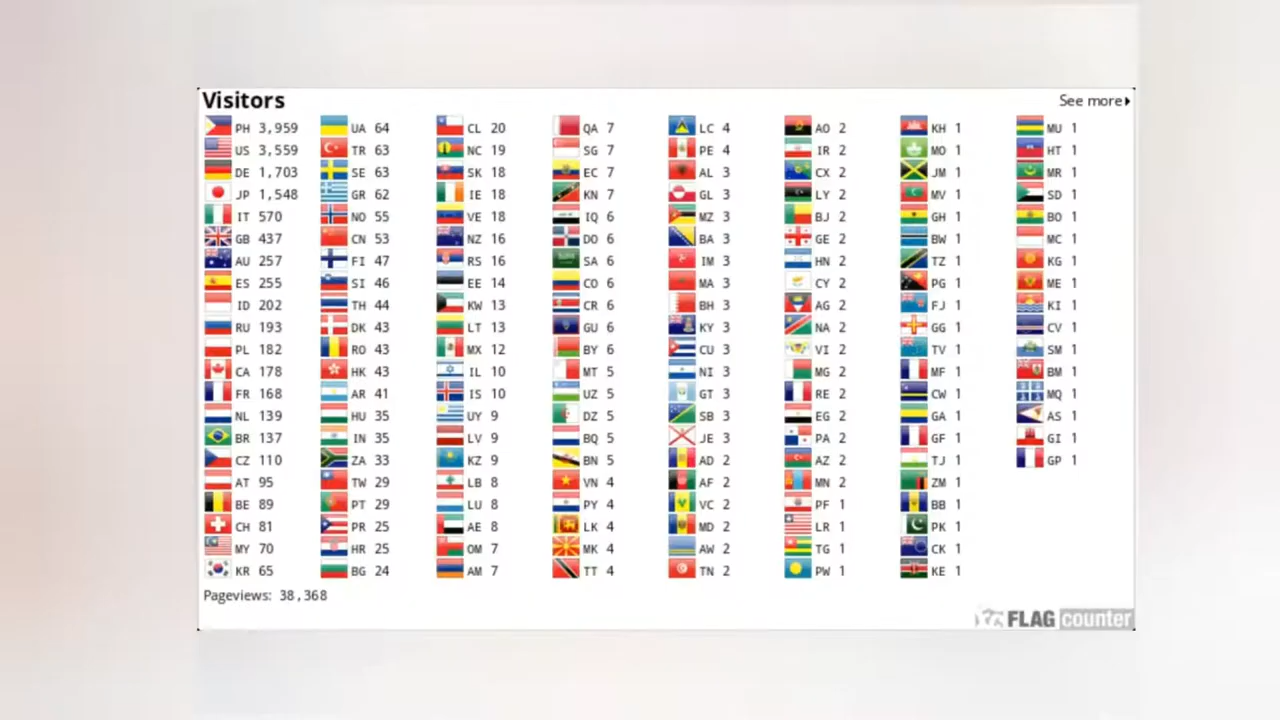 Visitors
See more
PH 3,959 UA 64 CL 20 QA 7 LC 4 AO 2 KH 1 MU 1
US 3,559 TR 63 NC 19 SG 7 PE 4 IR 2 MO 1 HT 1
DE 1,703 SE 63 SK 18 EC 7 AL 3 CX 2 JM 1 MR 1
JP 1,548 GR 62 IE 18 KN 7 GL 3 LY 2 MV 1 SD 1
IT 570 NO 55 VE 18 IQ 6 MZ 3 BJ 2 GH 1 BO 1
GB 437 CN 53 NZ 16 DO 6 BA 3 GE 2 BW 1 MC 1
AU 257 FI 47 RS 16 SA 6 IM 3 HN 2 TZ 1 KG 1
ES 255 SI 46 EE 14 CO 6 MA 3 CY 2 PG 1 ME 1
ID 202 TH 44 KW 13 CR 6 BH 3 AG 2 FJ 1 KI 1
RU 193 DK 43 LT 13 GU 6 KY 3 NA 2 GG 1 CV 1
PL 182 RO 43 MX 12 BY 6 CU 3 VI 2 TV 1 SM 1
CA 178 HK 43 IL 10 MT 5 NI 3 MG 2 MF 1 BM 1
FR 168 AR 41 IS 10 UZ 5 GT 3 RE 2 CW 1 MQ 1
NL 139 HU 35 UY 9 DZ 5 SB 3 EG 2 GA 1 AS 1
BR 137 IN 35 LV 9 BQ 5 JE 3 PA 2 GF 1 GI 1
CZ 110 ZA 33 KZ 9 BN 5 AD 2 AZ 2 TJ 1 GP 1
AT 95 TW 29 LB 8 VN 4 AF 2 MN 2 ZM 1
BE 89 PT 29 LU 8 PY 4 VC 2 PF 1 BB 1
CH 81 PR 25 AE 8 LK 4 MD 2 LR 1 PK 1
MY 70 HR 25 OM 7 MK 4 AW 2 TG 1 CK 1
KR 65 BG 24 AM 7 TT 4 TN 2 PW 1 KE 1
Pageviews: 38,368
FLAG counter